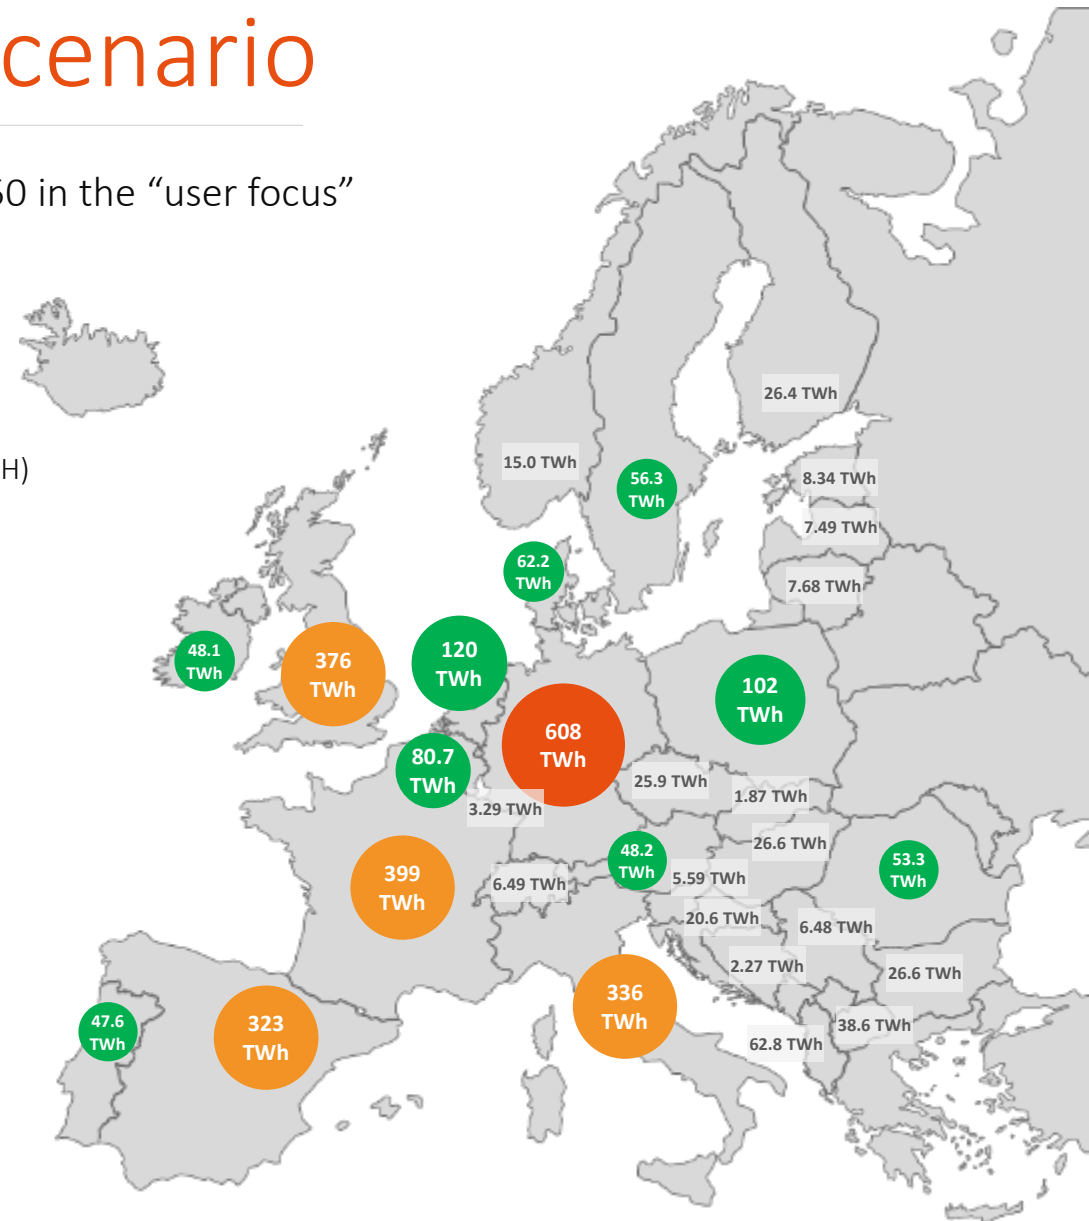 cenario
60 in the “user focus”
H)
26.4 TWh
15.0 TWh
56.3
TWh
8.34 TWh
7.49 TWh
62.2
TWh
7.68 TWh
48.1
TWh
376
TWh
120
TWh
102
TWh
608
TWh
80.7
TWh
25.9 TWh
1.87 TWh
3.29 TWh
26.6 TWh
48.2
TWh
53.3
TWh
399
TWh
6.49 TWh
5.59 TWh
20.6 TWh
6.48 TWh
2.27 TWh
26.6 TWh
336
TWh
47.6
TWh
323
TWh
38.6 TWh
62.8 TWh